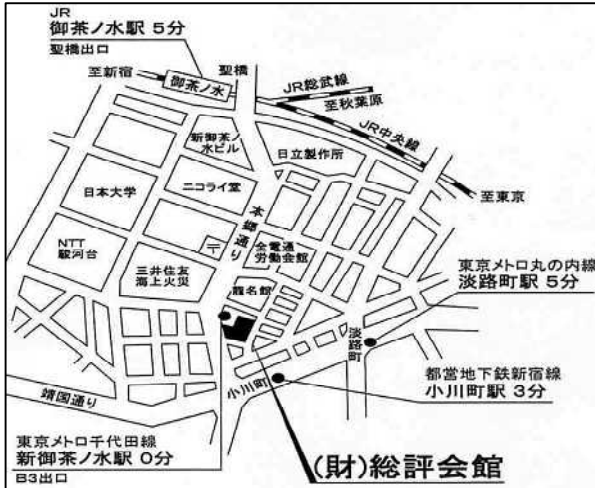 JR
御茶ノ水駅 5分
聖橋出口
至新宿
御茶ノ水
聖橋
JR総武線
至秋葉原
JR中央線
至東京
新御茶ノ
水ビル
日立製作所
日本大学
ニコライ堂
本郷通り
NTT
駿河台
三井住友
海上火災
〒
全電通
労働会館
龍名館
東京メトロ丸の内線
淡路町駅 5分
淡路町
都営地下鉄新宿線
小川町駅 3分
小川町
靖国通り
東京メトロ千代田線
新御茶ノ水駅 0分
B3出口
(財)総評会館